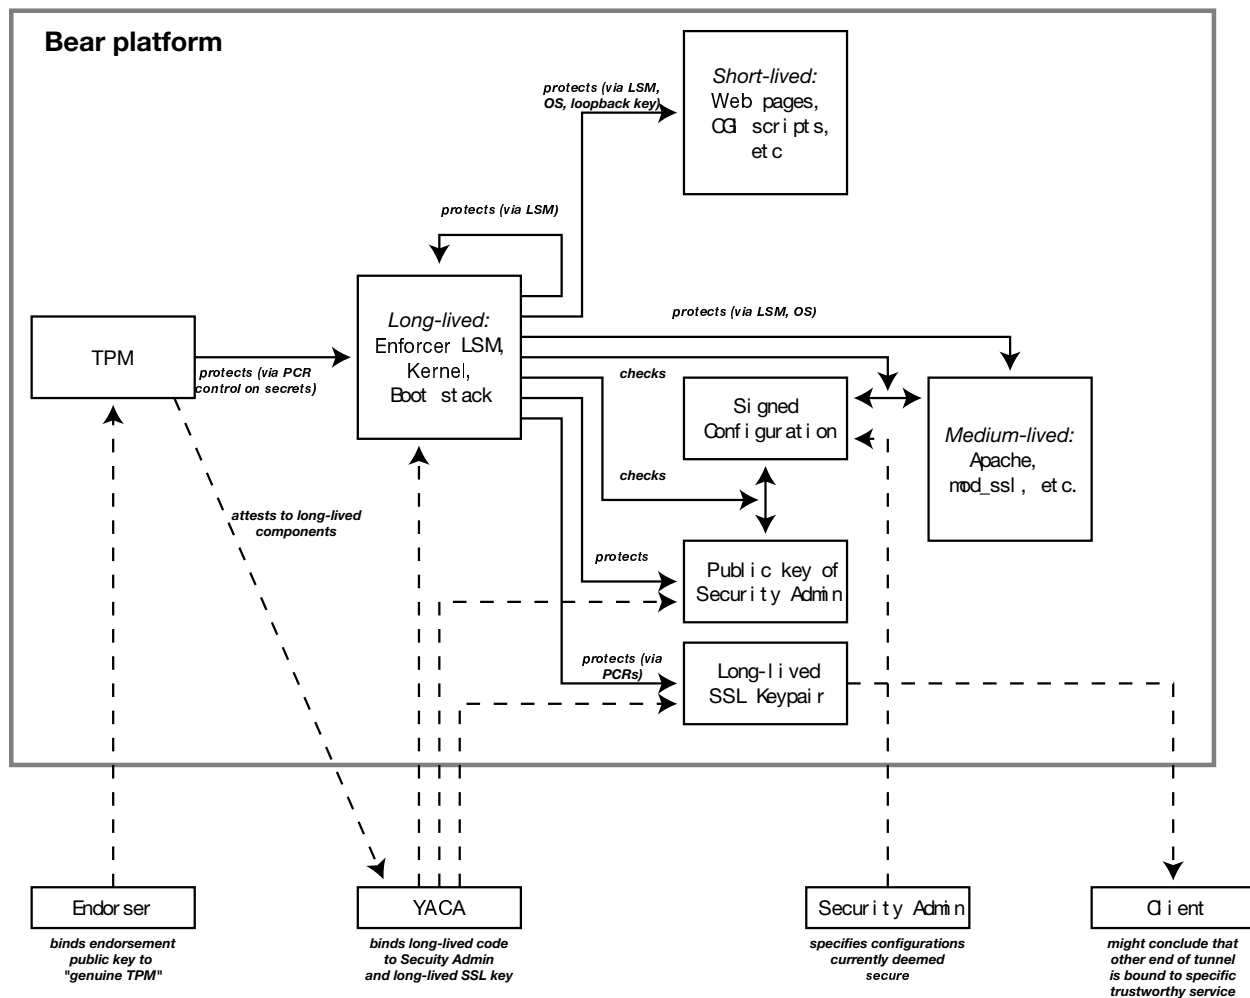 Bear platform
protects (via LSM,
OS, loopback key)
Short-lived:
Web pages,
CGI scripts,
etc
protects (via LSM)
Long-lived:
Enforcer LSM,
Kernel,
Boot stack
protects (via LSM, OS)
TPM
protects (via PCR
control on secrets)
checks
Signed
Configuration
Medium-lived:
Apache,
mod_ssl, etc.
checks
attests to long-lived
components
protects
Public key of
Security Admin
protects (via
PCRs)
Long-lived
SSL Keypair
Endorser
binds endorsement
public key to
"genuine TPM"
YACA
binds long-lived code
to Secuity Admin
and long-lived SSL key
Security Admin
specifies configurations
currently deemed
secure
Client
might conclude that
other end of tunnel
is bound to specific
trustworthy service